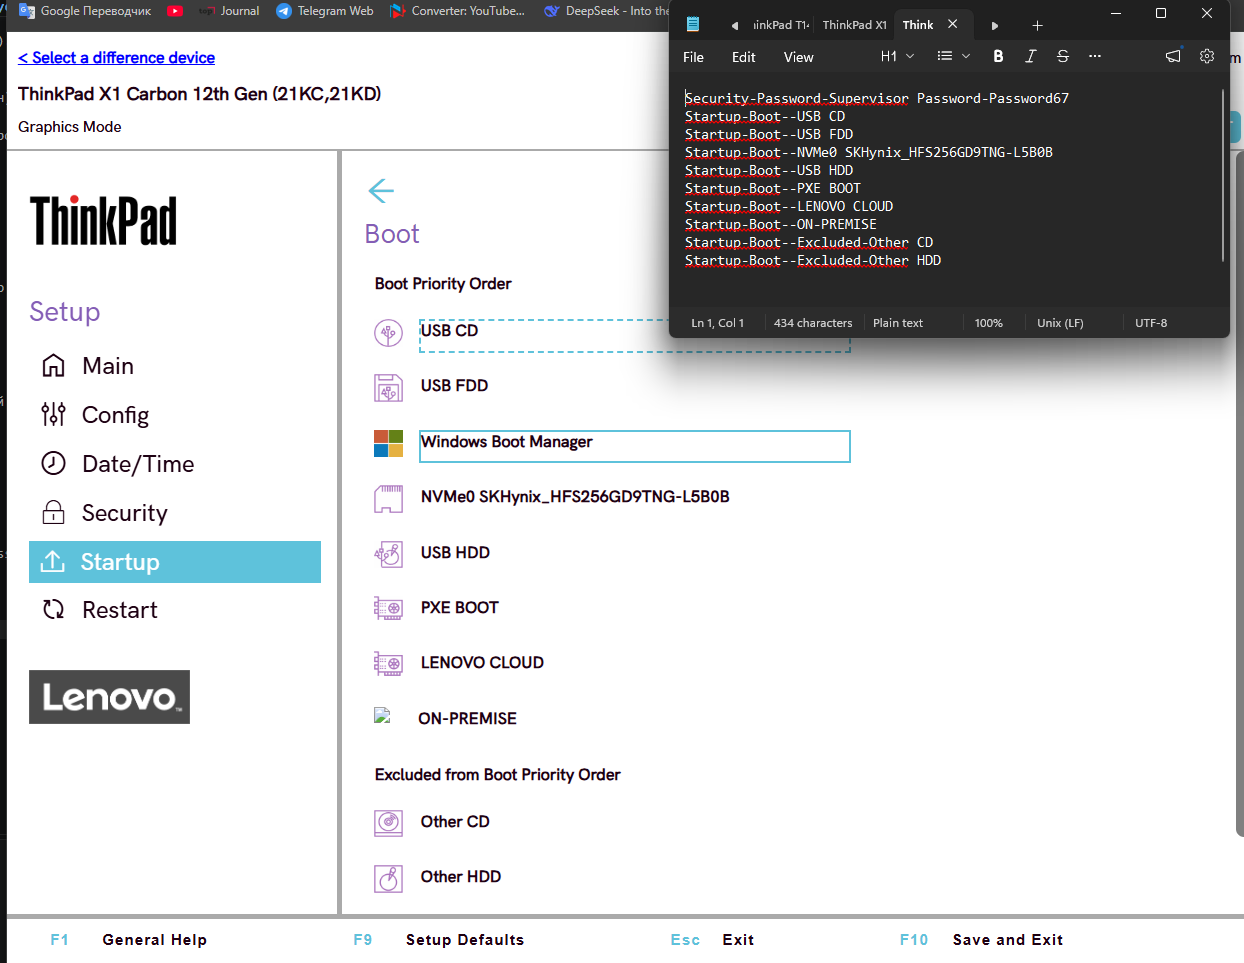 Google Переводчик
Journal
Telegram Web
Converter: YouTube...
DeepSeek - Into the
ThinkPad X1
Think
File
Edit
View
H1
B
I
S
...
< Select a difference device
ThinkPad X1 Carbon 12th Gen (21KC,21KD)
Graphics Mode
Security-Password-Supervisor Password-Password67
Startup-Boot--USB CD
Startup-Boot--USB FDD
Startup-Boot--NVMe0 SKHynix_HFS256GD9TNG-L5B0B
Startup-Boot--USB HDD
Startup-Boot--PXE BOOT
Startup-Boot--LENOVO CLOUD
Startup-Boot--ON-PREMISE
Startup-Boot--Excluded-Other CD
Startup-Boot--Excluded-Other HDD
Ln 1, Col 1
434 characters
Plain text
100%
Unix (LF)
UTF-8
ThinkPad
Setup
Main
Config
Date/Time
Security
Startup
Restart
Lenovo
Boot
Boot Priority Order
USB CD
USB FDD
Windows Boot Manager
NVMe0 SKHynix_HFS256GD9TNG-L5B0B
USB HDD
PXE BOOT
LENOVO CLOUD
ON-PREMISE
Excluded from Boot Priority Order
Other CD
Other HDD
F1 General Help
F9 Setup Defaults
Esc Exit
F10 Save and Exit